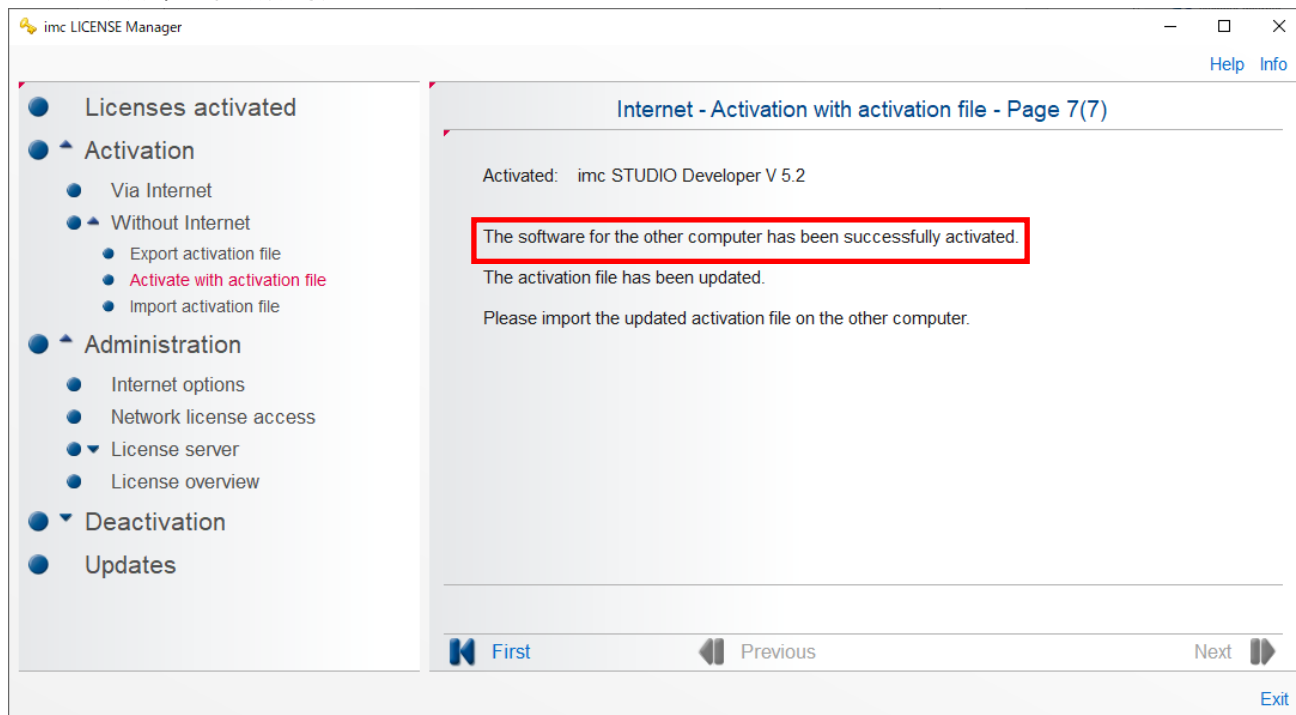 imc LICENSE Manager
Help Info
Licenses activated
Activation
Via Internet
Without Internet
Export activation file
Activate with activation file
Import activation file
Administration
Internet options
Network license access
License server
License overview
Deactivation
Updates
Internet - Activation with activation file - Page 7(7)
Activated: imc STUDIO Developer V 5.2
The software for the other computer has been successfully activated.
The activation file has been updated.
Please import the updated activation file on the other computer.
First Previous Next
Exit